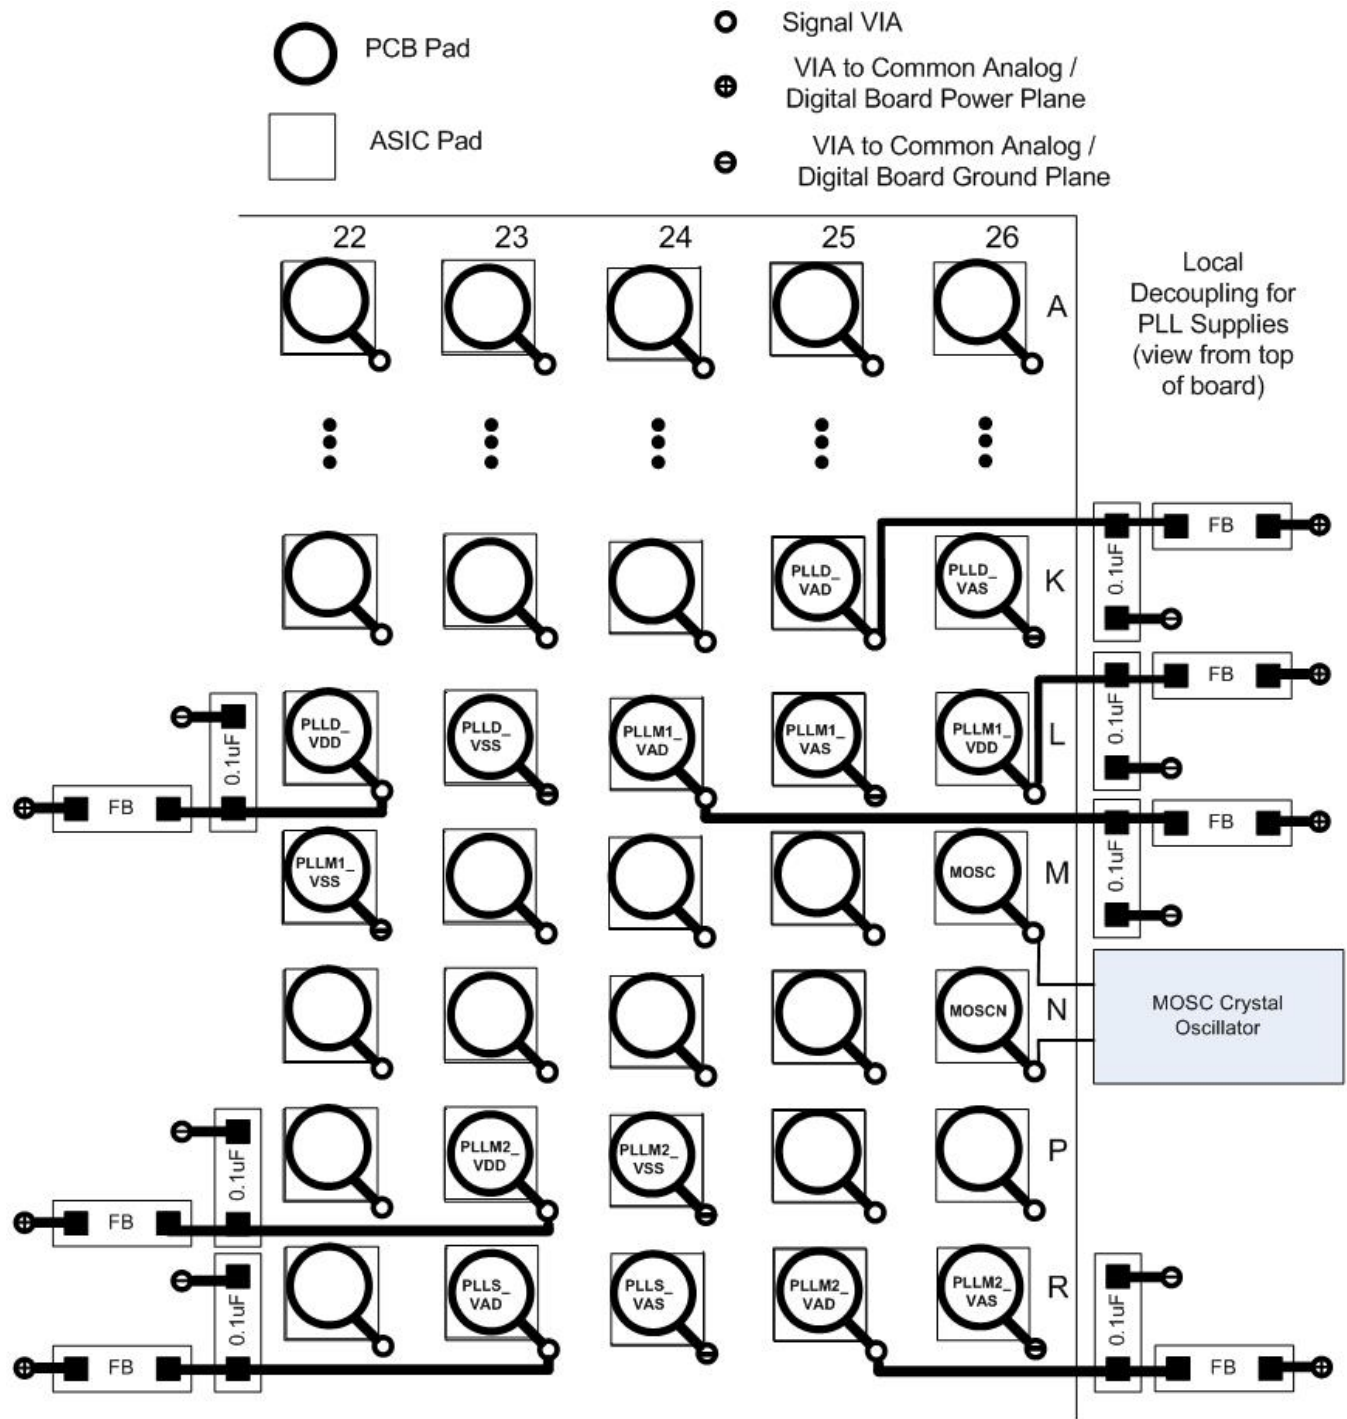 PCB Pad
ASIC Pad
Signal VIA
VIA to Common Analog /
Digital Board Power Plane
VIA to Common Analog /
Digital Board Ground Plane
22 23 24 25 26
A
Local
Decoupling for
PLL Supplies
(view from top
of board)
PLLD_
VAD
PLLD_
VAS
K
0.1uF
FB
PLLD_
VDD
PLLD_
VSS
PLLM1_
VAD
PLLM1_
VAS
PLLM1_
VDD
L
0.1uF
FB
0.1uF
FB
PLLM1_
VSS
MOSC
M
0.1uF
FB
MOSCN
N
MOSC Crystal
Oscillator
0.1uF
FB
PLLM2_
VDD
PLLM2_
VSS
P
0.1uF
FB
PLLS_
VAD
PLLS_
VAS
PLLM2_
VAD
PLLM2_
VAS
R
0.1uF
FB